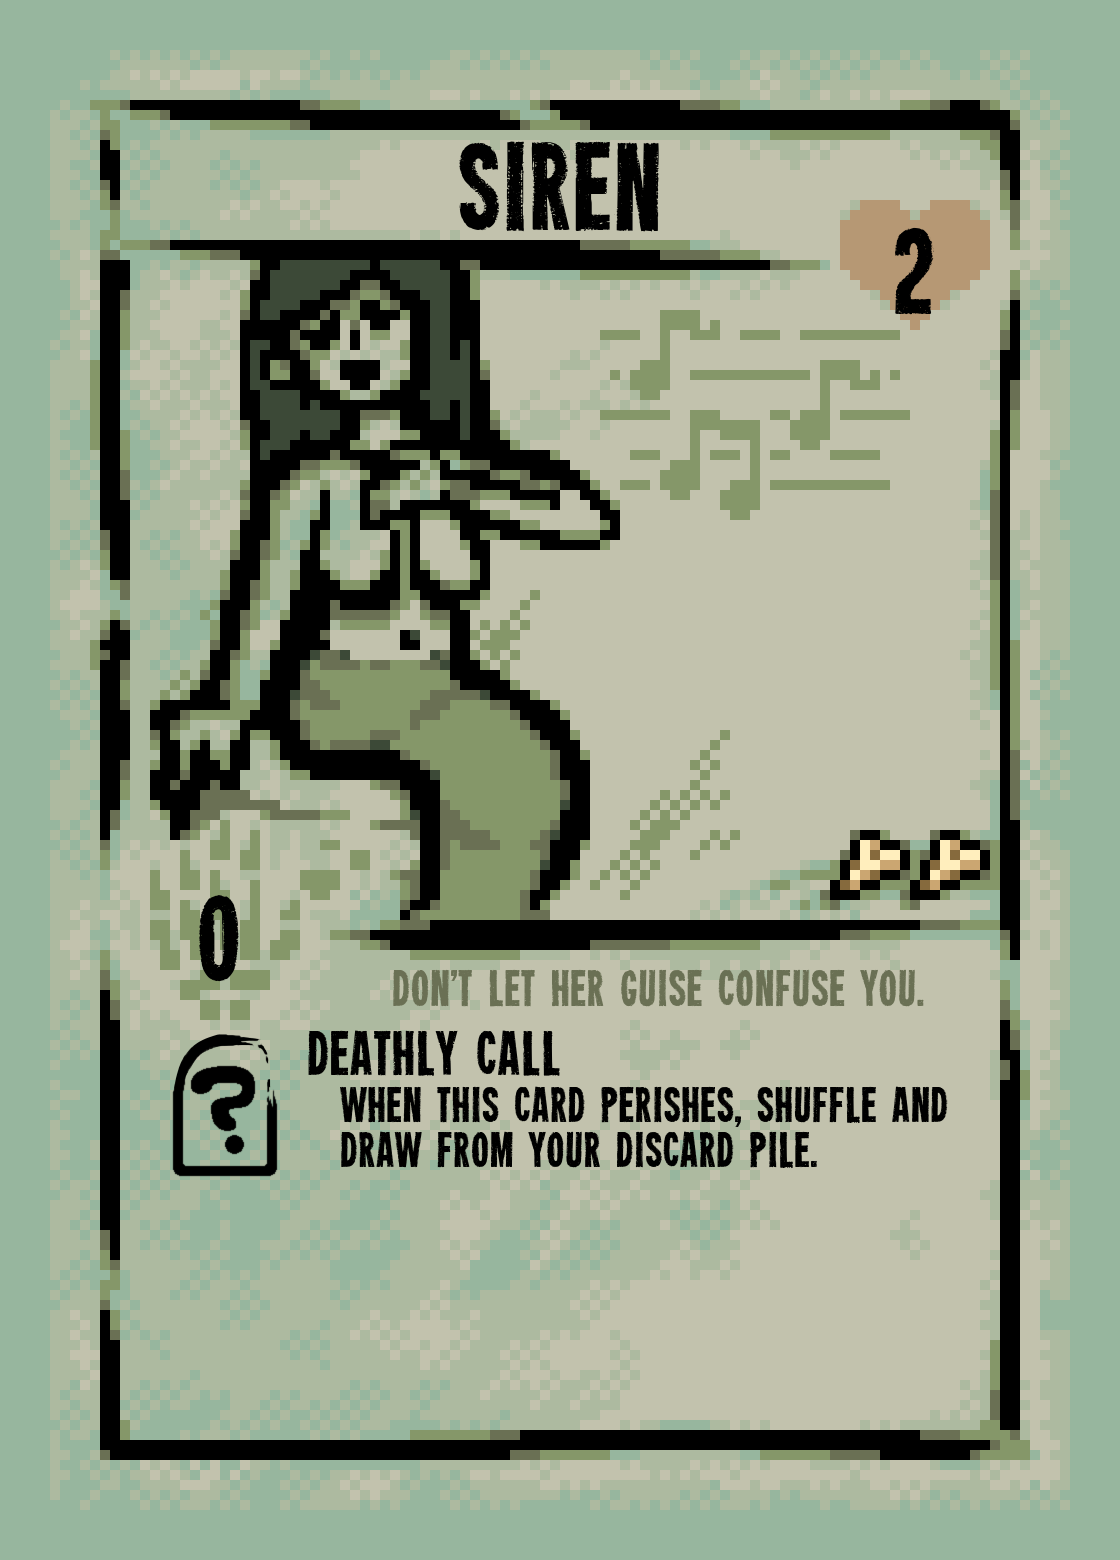 SIREN
2
0
DON'T LET HER GUISE CONFUSE YOU.
DEATHLY CALL
?
WHEN THIS CARD PERISHES, SHUFFLE AND
DRAW FROM YOUR DISCARD PILE.